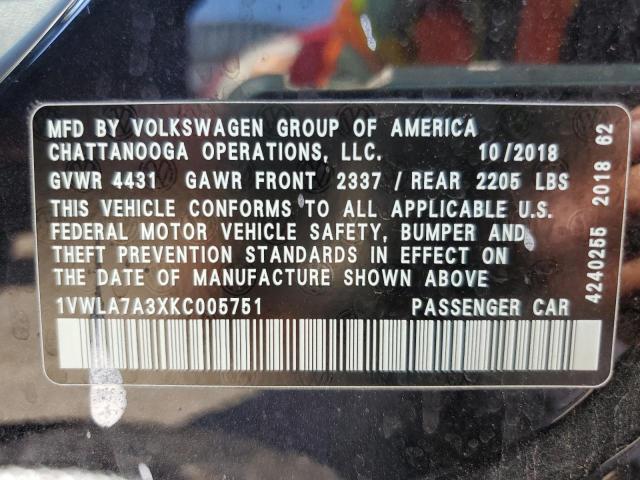 MFD BY VOLKSWAGEN GROUP OF AMERICA
CHATTANOOGA OPERATIONS, LLC. 10/2018
GVWR 4431 GAWR FRONT 2337 / REAR 2205 LBS
THIS VEHICLE CONFORMS TO ALL APPLICABLE U.S.
FEDERAL MOTOR VEHICLE SAFETY, BUMPER AND
THEFT PREVENTION STANDARDS IN EFFECT ON
THE DATE OF MANUFACTURE SHOWN ABOVE
1VWLA7A3XKC005751 PASSENGER CAR
4240255 2018 62